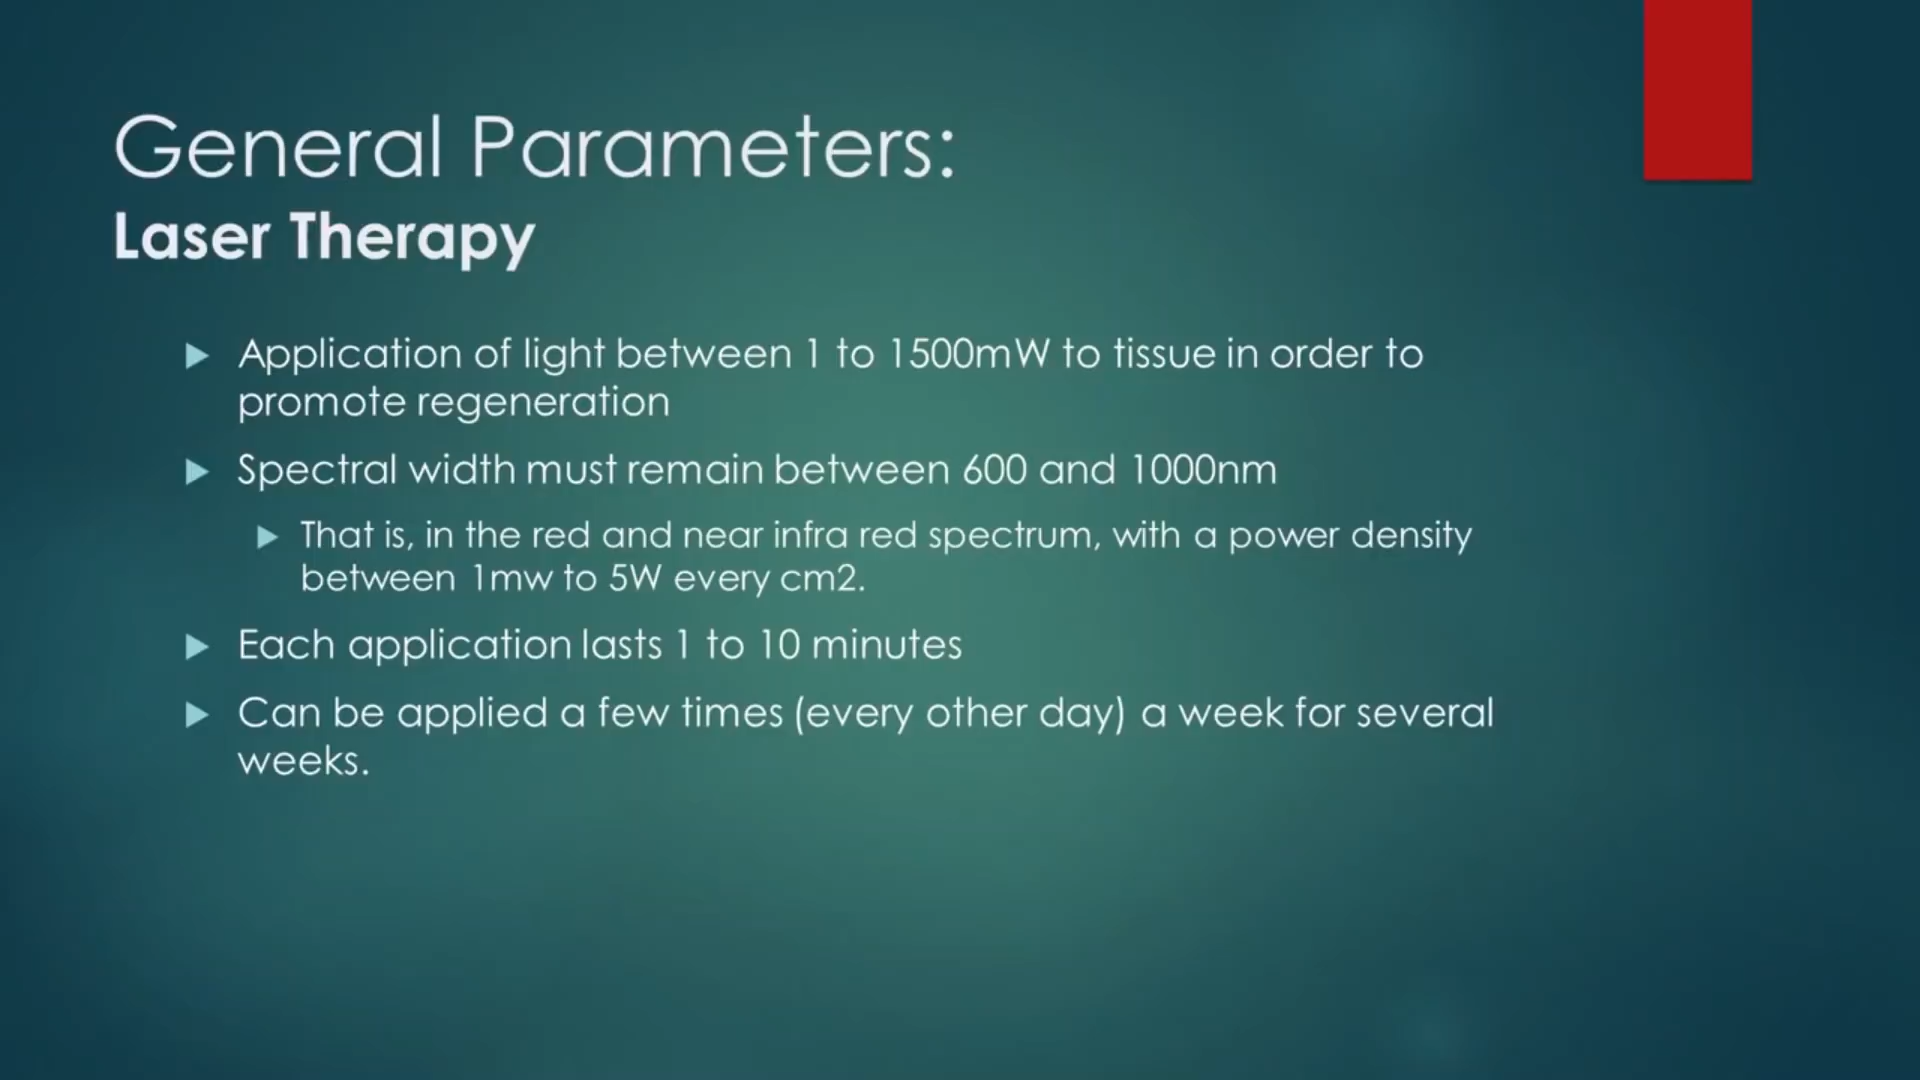 General Parameters:
Laser Therapy
Application of light between 1 to 1500mW to tissue in order to
promote regeneration
Spectral width must remain between 600 and 1000nm
That is, in the red and near infra red spectrum, with a power density
between 1mw to 5W every cm2.
Each application lasts 1 to 10 minutes
Can be applied a few times (every other day) a week for several
weeks.